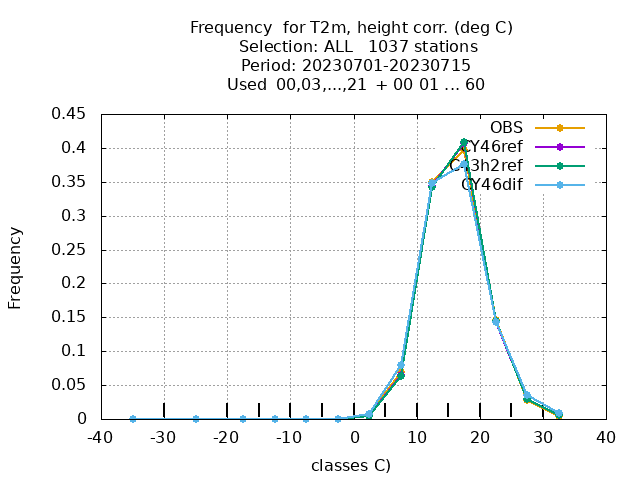 Frequency  for T2m, height corr. (deg C)
Selection: ALL   1037 stations
Period: 20230701-20230715
Used  00,03,...,21  + 00 01 ... 60
OBS
CY46ref
CY46dif
Frequency
0.45
0.4
0.35
0.3
0.25
0.2
0.15
0.1
0.05
0
-40 -30 -20 -10 0 10 20 30 40
classes C)